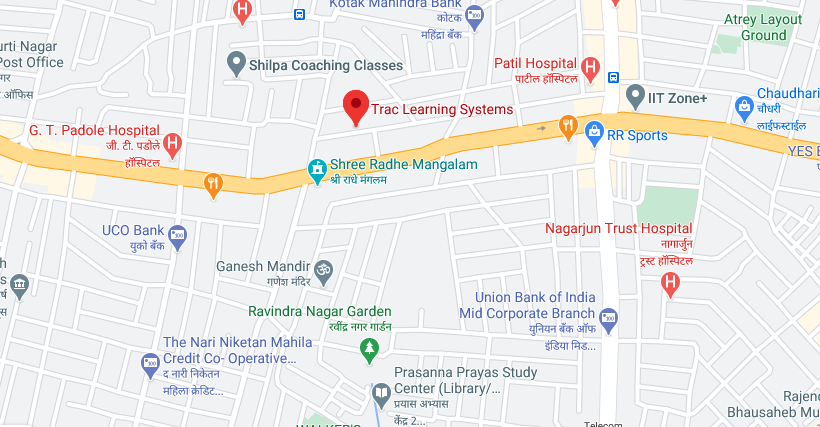 Kotak Mahindra Bank
कोटक
महिंद्रा बँक
Atrey Layout
Ground
urti Nagar
Post Office
नगर
ऑफिस
Shilpa Coaching Classes
Patil Hospital
पाटील हॉस्पिटल
IIT Zone+
Chaudhari
चौधरी
लाईफस्टाईल
Trac Learning Systems
G. T. Padole Hospital
जी. टी. पडोले
हॉस्पिटल
RR Sports
YES B
Shree Radhe Mangalam
श्री राधे मंगलम
UCO Bank
युको बँक
Nagarjun Trust Hospital
नागार्जुन
ट्रस्ट हॉस्पिटल
Ganesh Mandir
गणेश मंदिर
Union Bank of India
Mid Corporate Branch
युनियन बँक ऑफ
इंडिया मिड...
Ravindra Nagar Garden
रवींद्र नगर गार्डन
The Nari Niketan Mahila
Credit Co- Operative...
द नारी निकेतन
महिला क्रेडिट...
Prasanna Prayas Study
Center (Library/...
प्रयास अभ्यास
केंद्र 2...
Rajen
Bhausaheb Mu
WALKER'S
Telecom